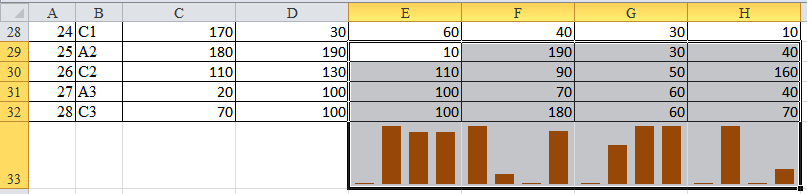 A B C D E F G H
28 24 C1 170 30 60 40 30 10
29 25 A2 180 190 10 190 30 40
30 26 C2 110 130 110 90 50 160
31 27 A3 20 100 100 70 60 40
32 28 C3 70 100 100 180 60 70
33